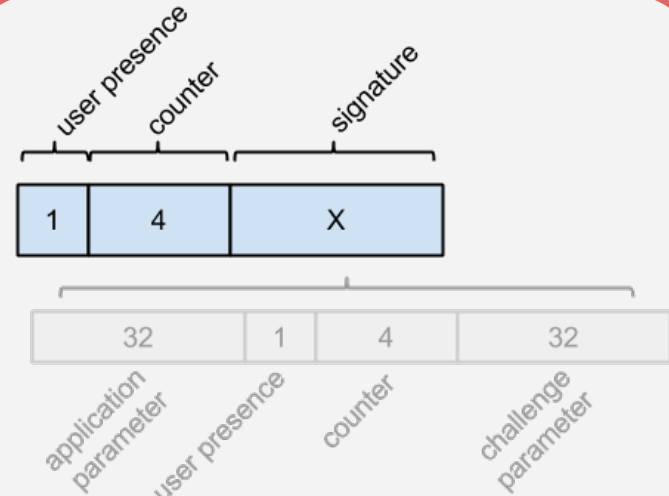 user presence
counter
signature
1
4
X
32
1
4
32
application
parameter
user presence
counter
challenge
parameter